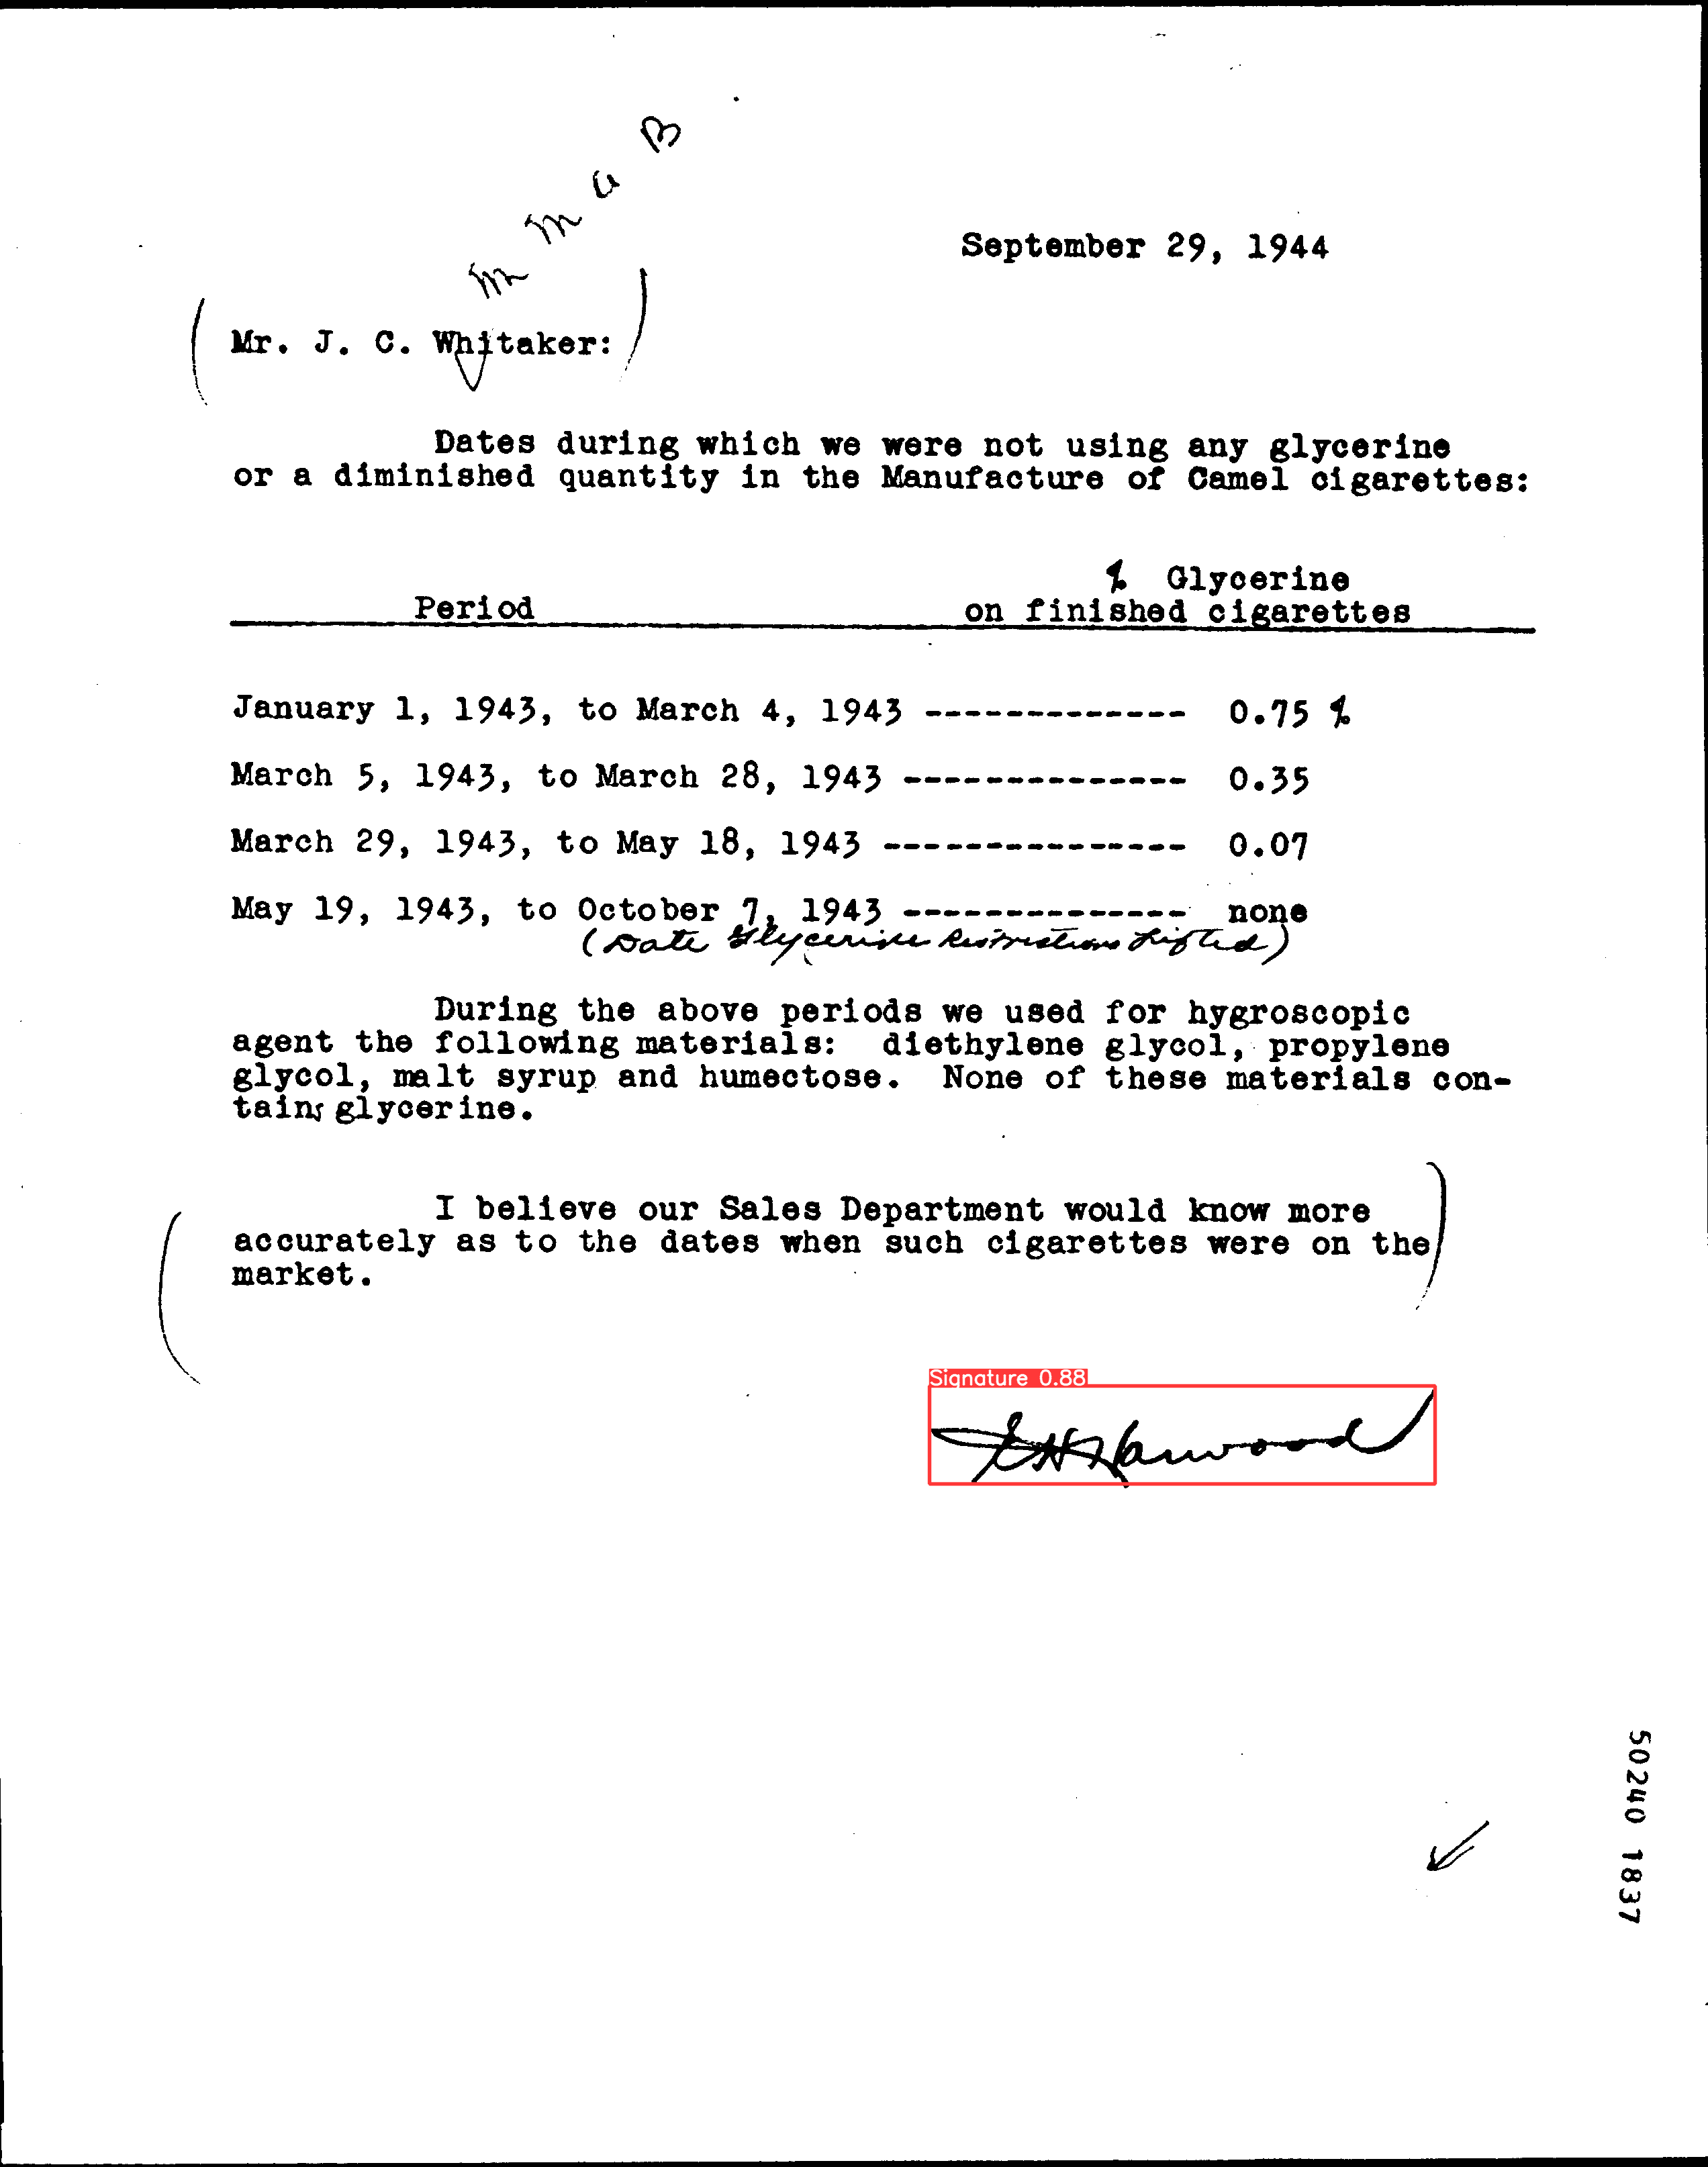 m m a B
September 29, 1944
Mr. J. C. Whitaker:
Dates during which we were not using any glycerine
or a diminished quantity in the Manufacture of Camel cigarettes:
% Glycerine
Period on finished cigarettes
January 1, 1943, to March 4, 1943 ------------- 0.75 %
March 5, 1943, to March 28, 1943 -------------- 0.35
March 29, 1943, to May 18, 1943 --------------- 0.07
May 19, 1943, to October 7, 1943 -------------- none
(Date Glycerine Restrictions Lifted)
During the above periods we used for hygroscopic
agent the following materials: diethylene glycol, propylene
glycol, malt syrup and humectose. None of these materials con-
tains glycerine.
I believe our Sales Department would know more
accurately as to the dates when such cigarettes were on the
market.
Signature 0.88
E H Harwood
50240 1837